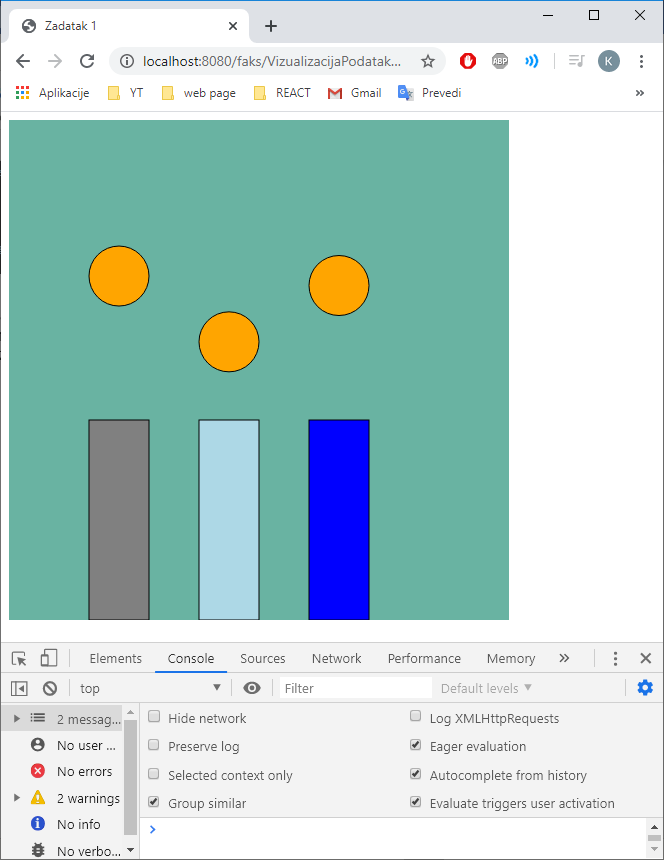 Zadatak 1
localhost:8080/faks/VizualizacijaPodatak...
ABP
K
Aplikacije YT web page REACT Gmail Prevedi »
Elements Console Sources Network Performance Memory »
top Filter Default levels
2 messag... Hide network Log XMLHttpRequests
No user ... Preserve log Eager evaluation
No errors Selected context only Autocomplete from history
2 warnings Group similar Evaluate triggers user activation
No info
No verbo...